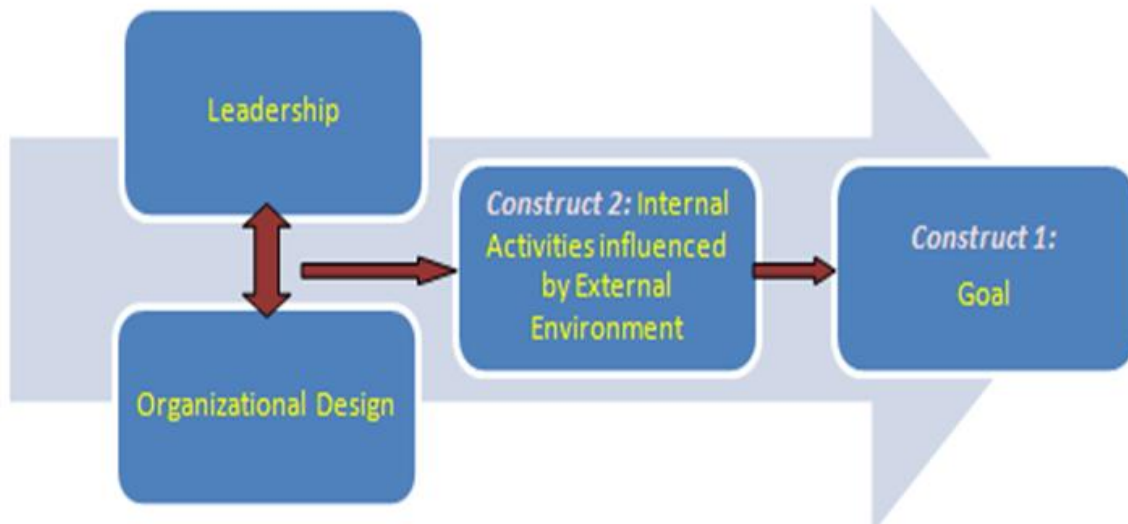 Leadership
Organizational Design
Construct 2: Internal
Activities influenced
by External
Environment
Construct 1:
Goal